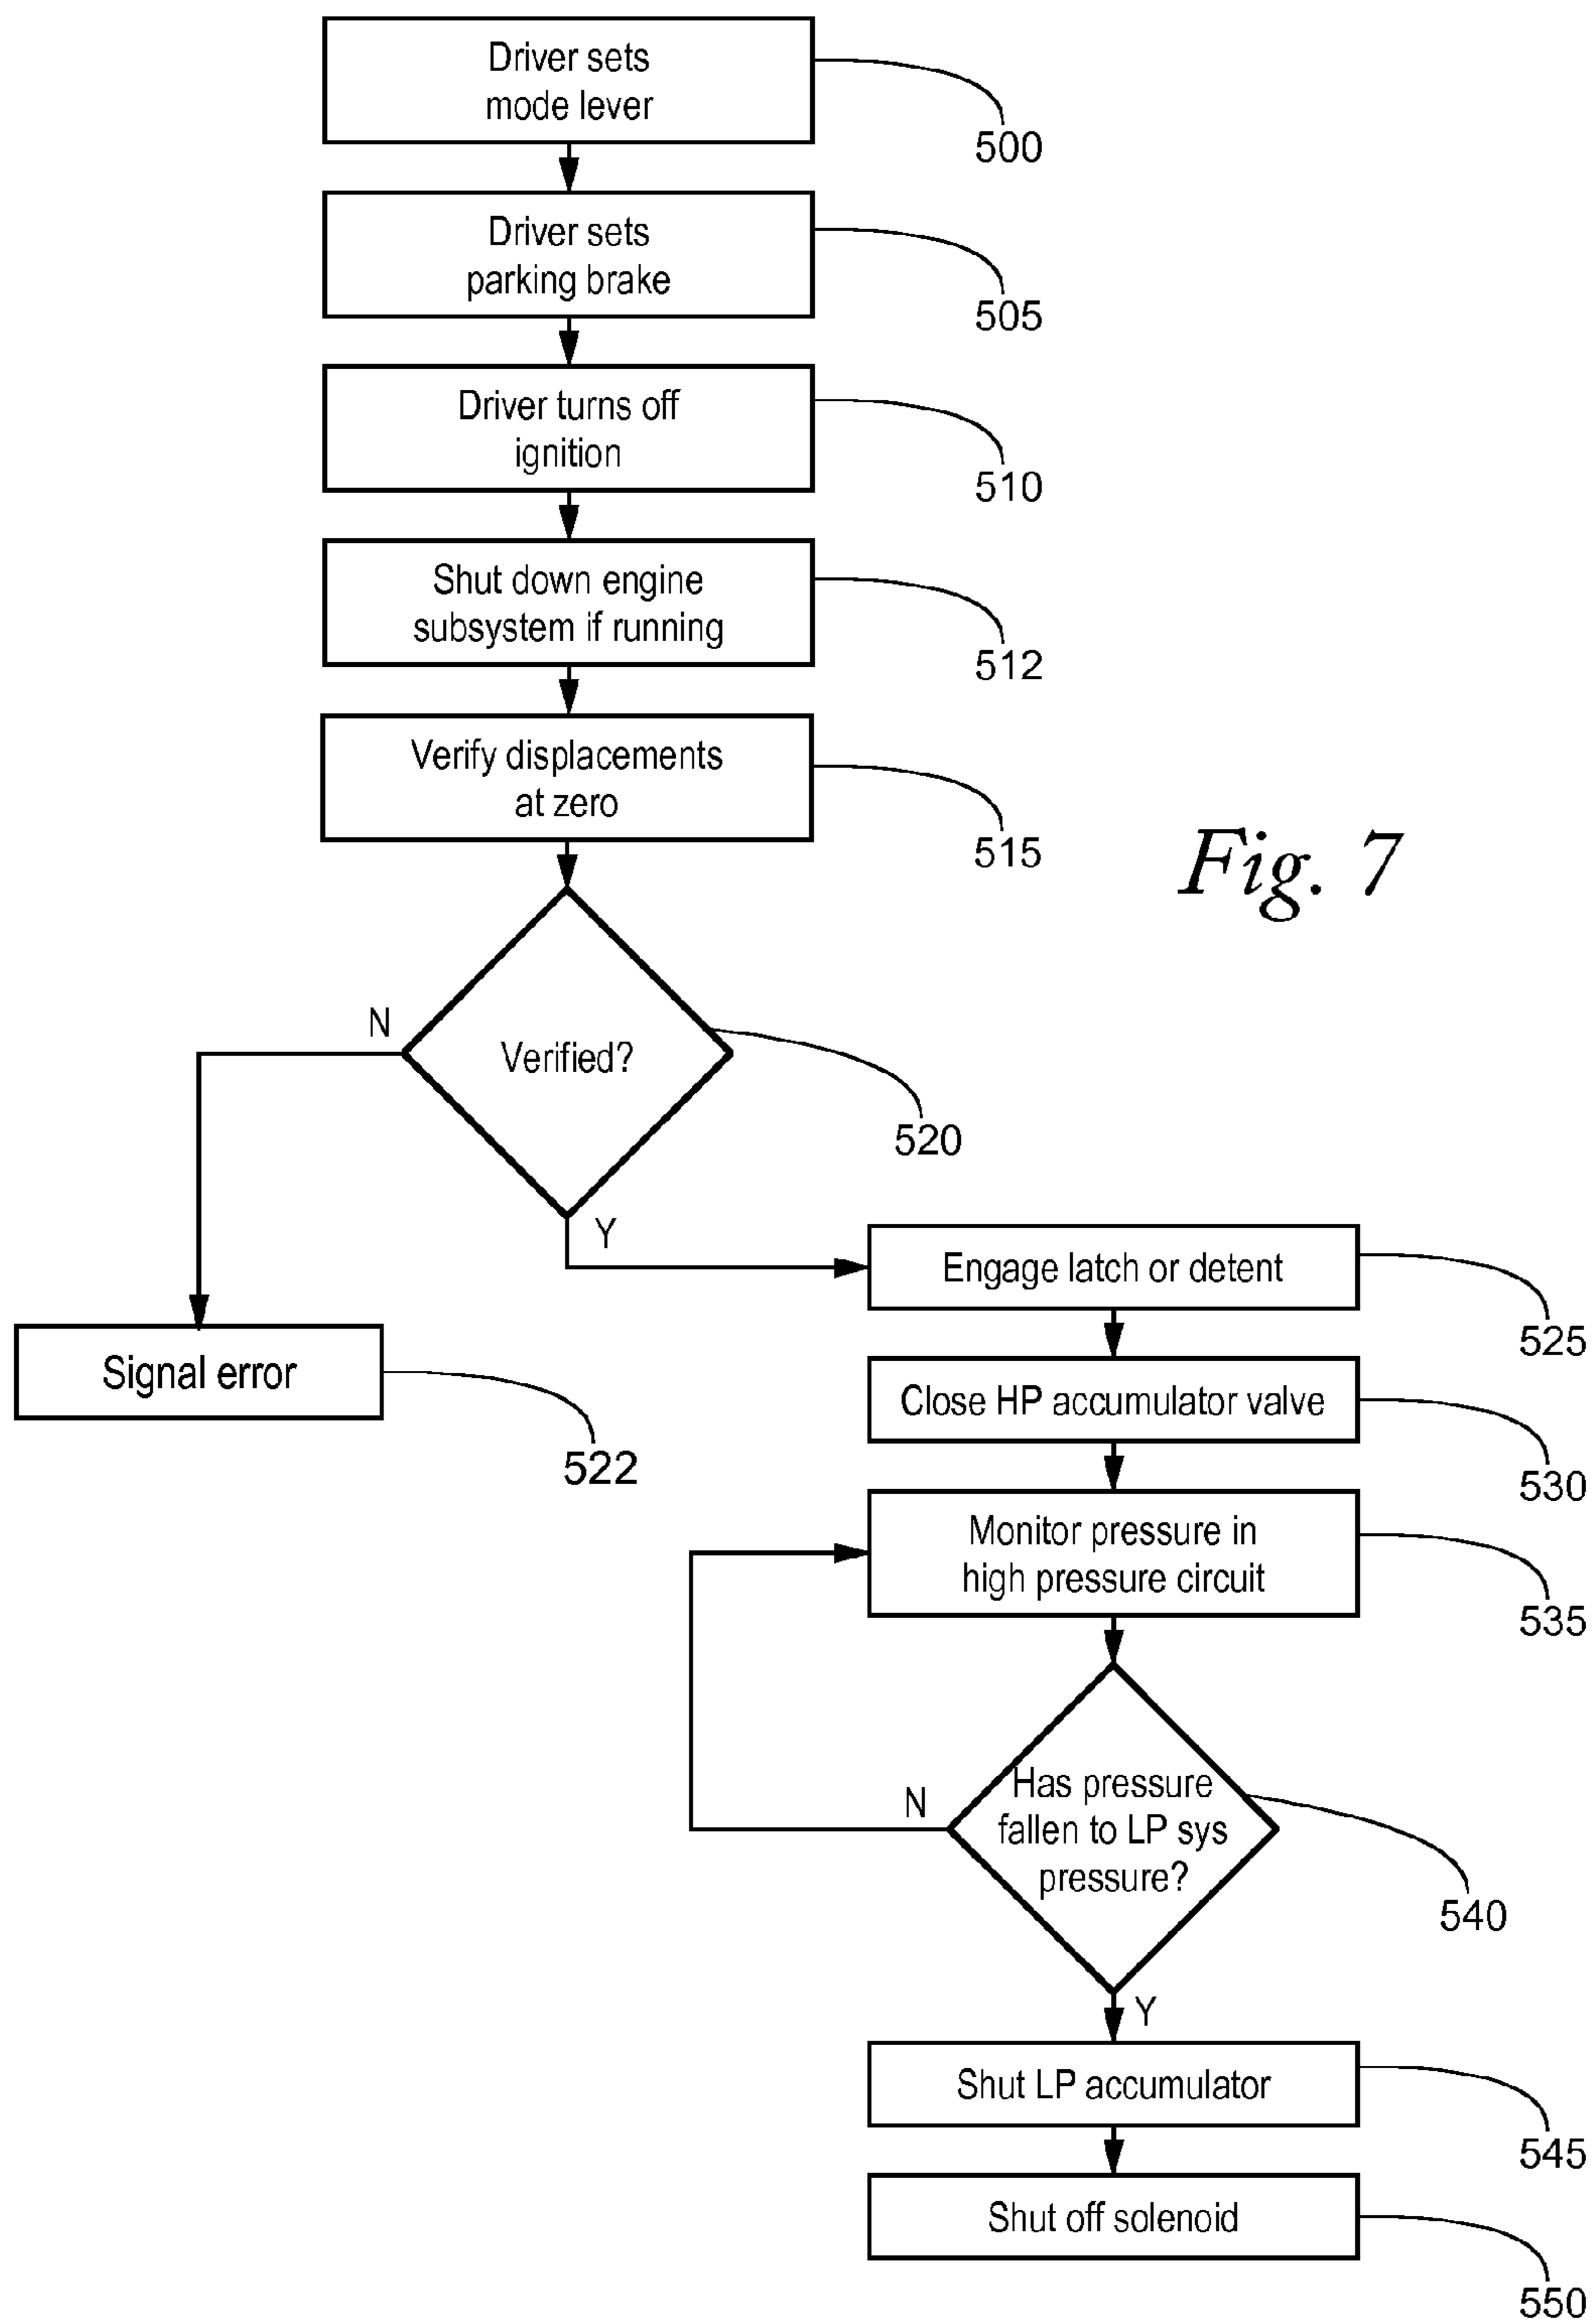 Driver sets
mode lever
500
Driver sets
parking brake
505
Driver turns off
ignition
510
Shut down engine
subsystem if running
512
Verify displacements
at zero
515
Fig. 7
N
Verified?
520
Y
Engage latch or detent
525
Signal error
522
Close HP accumulator valve
530
Monitor pressure in
high pressure circuit
535
N
Has pressure
fallen to LP sys
pressure?
540
Y
Shut LP accumulator
545
Shut off solenoid
550